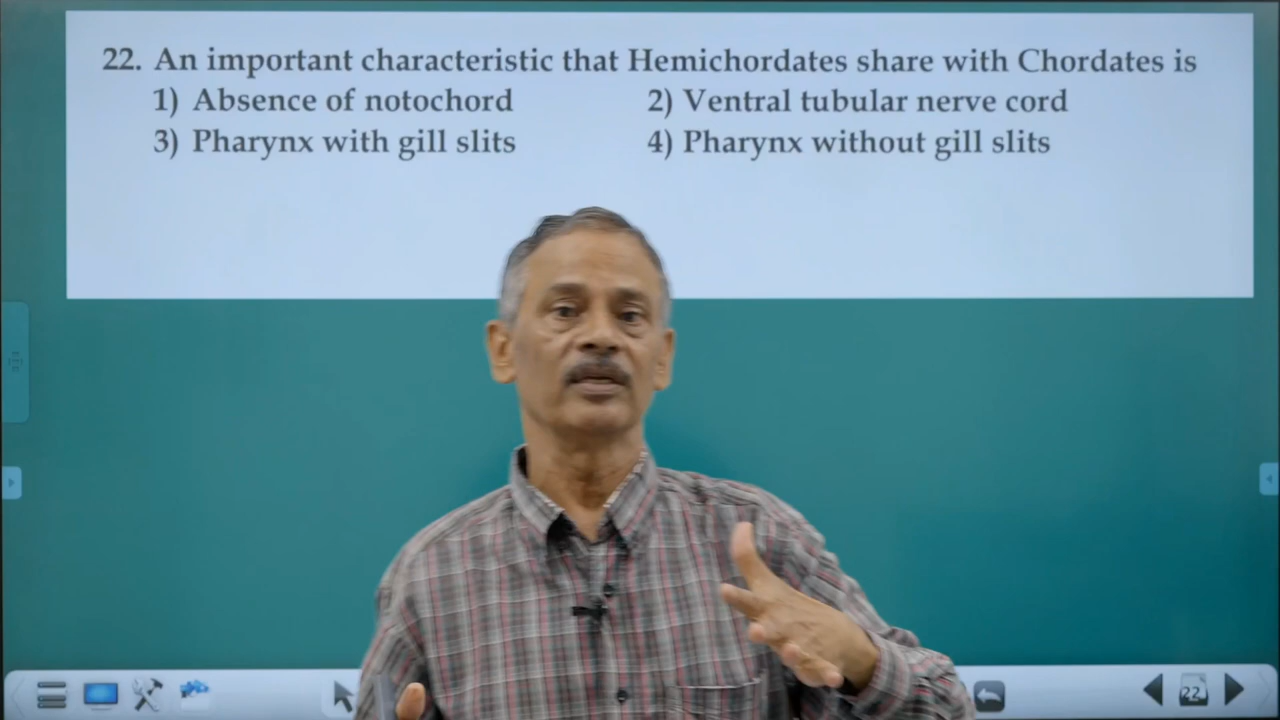 22. An important characteristic that Hemichordates share with Chordates is
1) Absence of notochord 2) Ventral tubular nerve cord
3) Pharynx with gill slits 4) Pharynx without gill slits
22